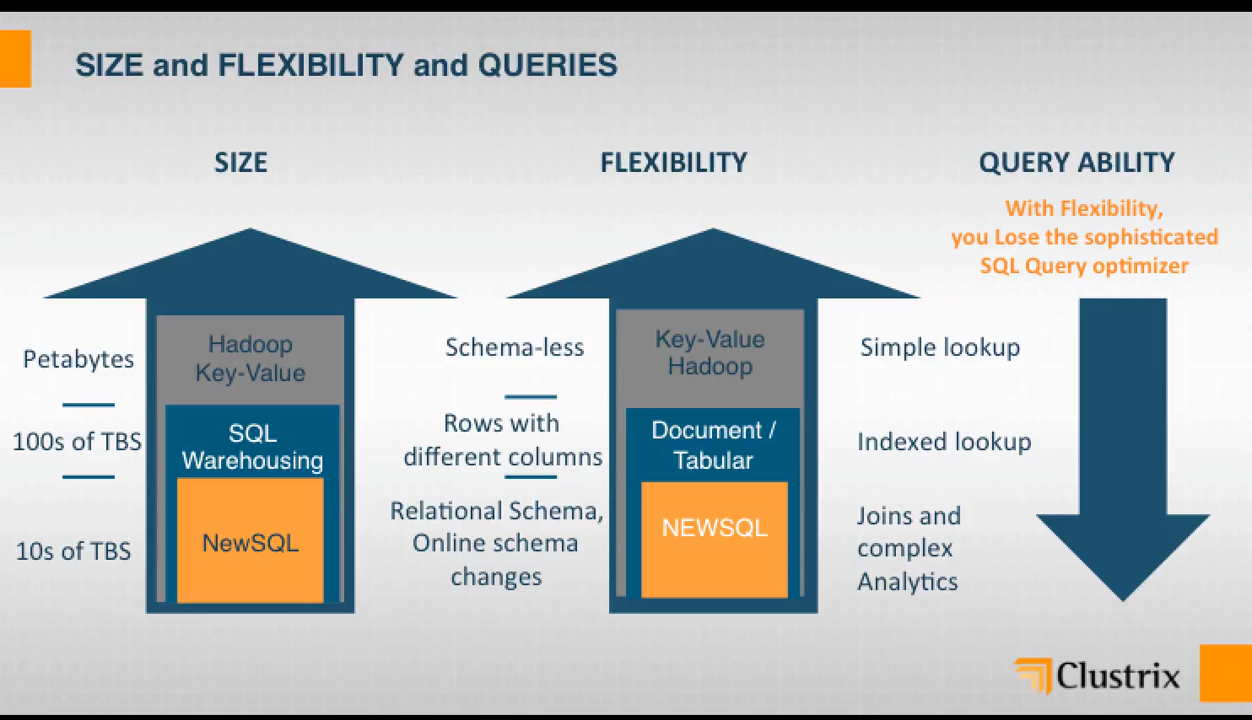 SIZE and FLEXIBILITY and QUERIES
SIZE
Petabytes
100s of TBS
10s of TBS
Hadoop
Key-Value
SQL
Warehousing
NewSQL
FLEXIBILITY
Schema-less
Rows with
different columns
Relational Schema,
Online schema
changes
Key-Value
Hadoop
Document /
Tabular
NEWSQL
QUERY ABILITY
With Flexibility,
you Lose the sophisticated
SQL Query optimizer
Simple lookup
Indexed lookup
Joins and
complex
Analytics
Clustrix